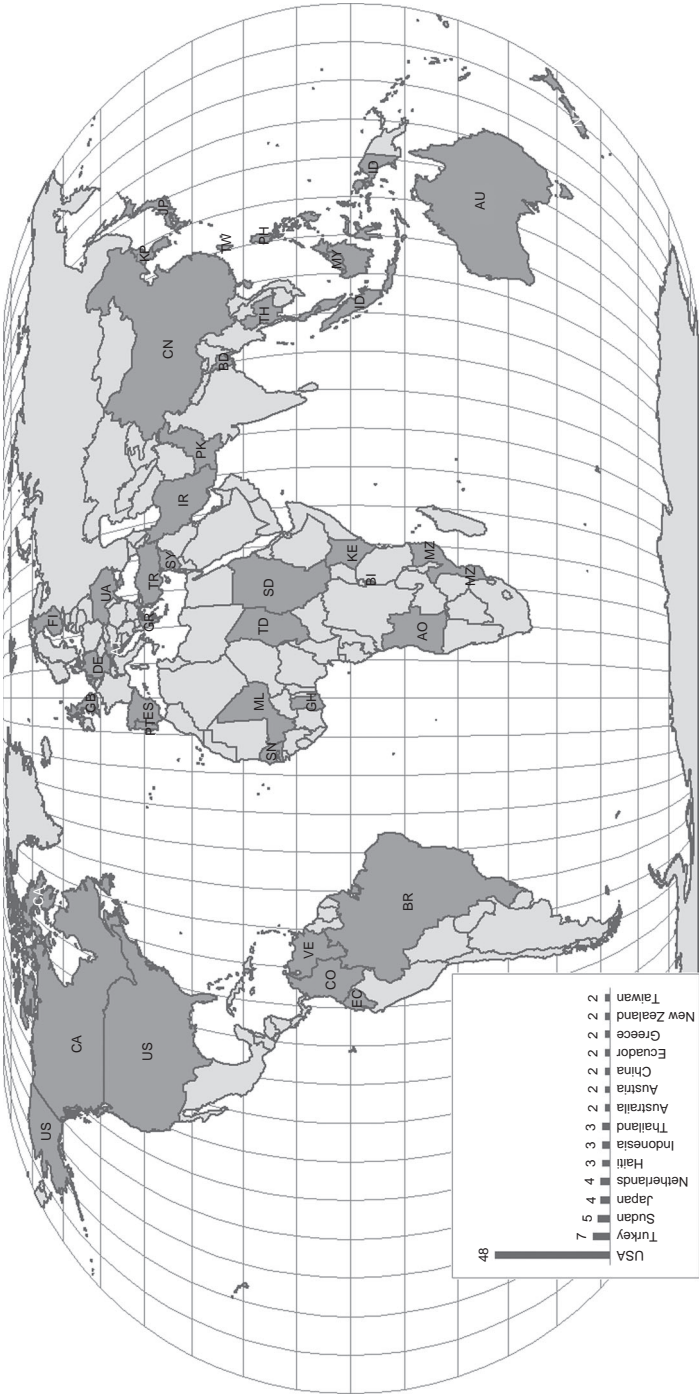 US
CA
CA
US
VE
CO
EC
BR
GB
PT
ES
DE
FI
UA
GR
TR
SY
IR
PK
CN
KP
JP
TW
BD
TH
PH
MY
ID
ID
AU
NZ
SN
ML
GH
TD
SD
KE
BI
AO
MZ
MZ
48
7
5
4
4
3
3
3
2
2
2
2
2
2
2
USA
Turkey
Sudan
Japan
Netherlands
Haiti
Indonesia
Thailand
Australia
Austria
China
Ecuador
Greece
New Zealand
Taiwan